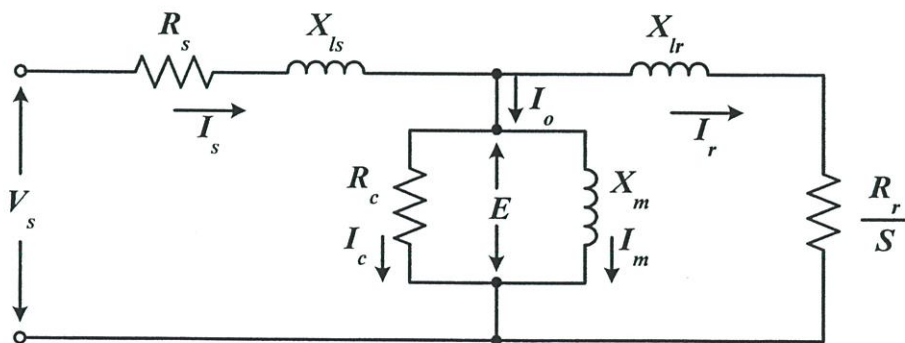 R_s
X_ls
X_lr
I_s
I_o
I_r
V_s
R_c
E
X_m
R_r
S
I_c
I_m